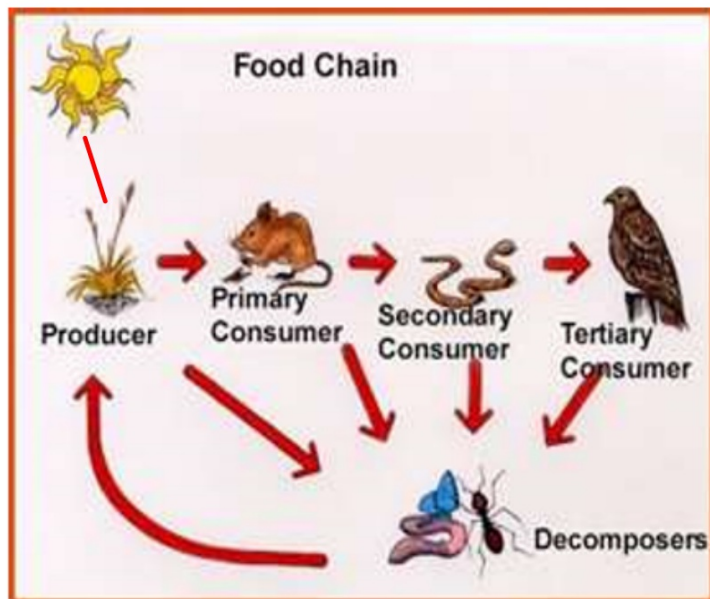 Food Chain
Producer
Primary
Consumer
Secondary
Consumer
Tertiary
Consumer
Decomposers